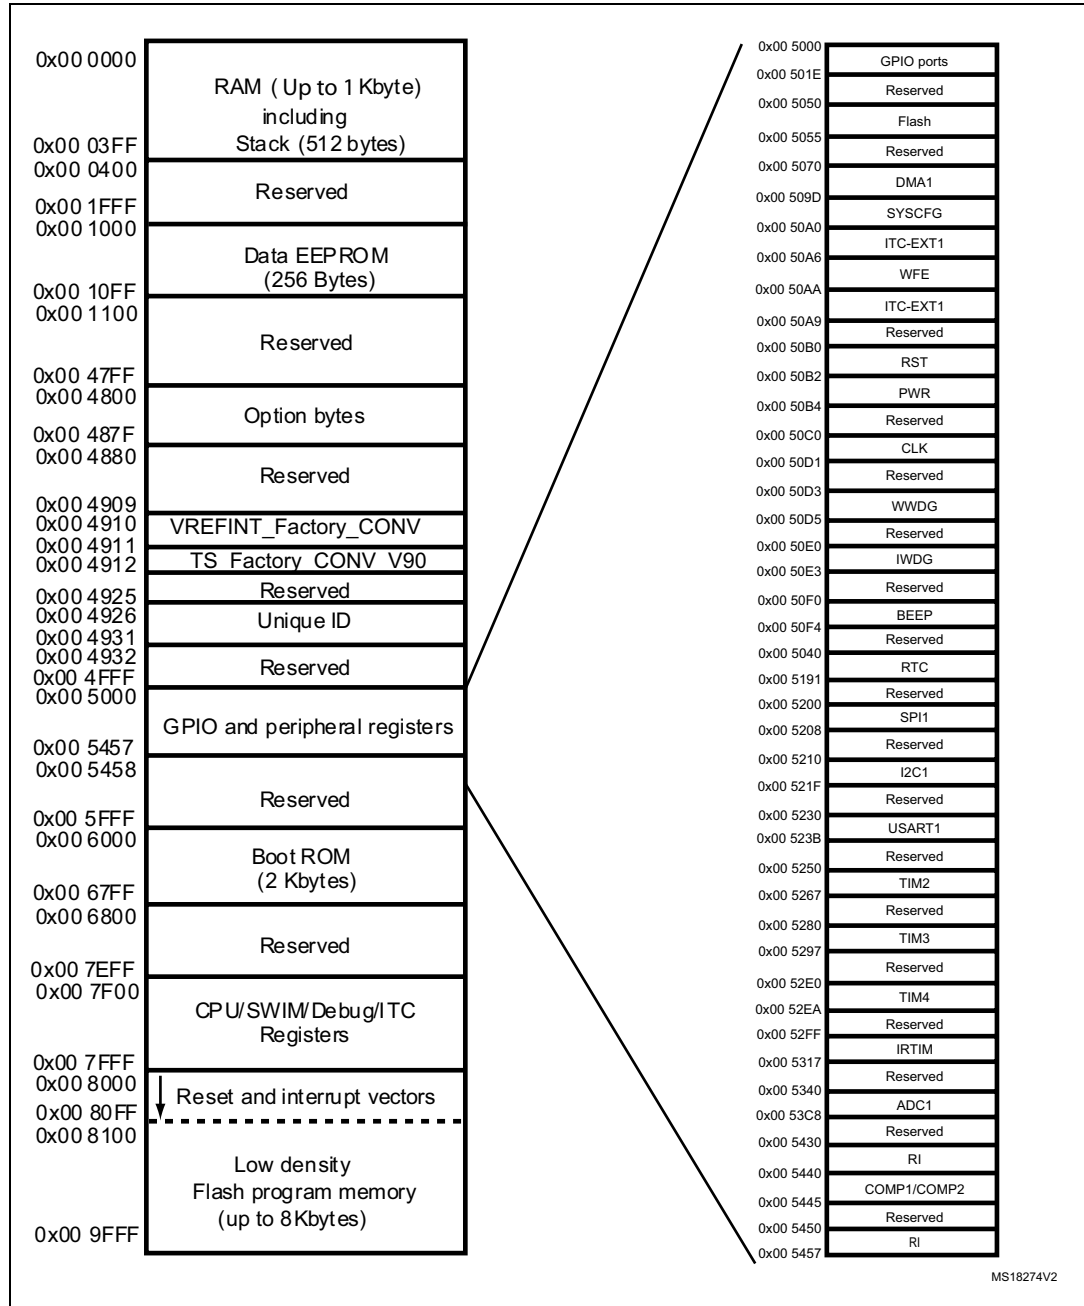 0x00 0000
RAM ( Up to 1 Kbyte)
including
Stack (512 bytes)
0x00 03FF
0x00 0400
Reserved
0x00 1FFF
0x00 1000
Data EEPROM
(256 Bytes)
0x00 10FF
0x00 1100
Reserved
0x00 47FF
0x00 4800
Option bytes
0x00 487F
0x00 4880
Reserved
0x00 4909
0x00 4910
VREFINT_Factory_CONV
0x00 4911
0x00 4912
TS_Factory_CONV_V90
Reserved
0x00 4925
0x00 4926
Unique ID
0x00 4931
0x00 4932
Reserved
0x00 4FFF
0x00 5000
GPIO and peripheral registers
0x00 5457
0x00 5458
Reserved
0x00 5FFF
0x00 6000
Boot ROM
(2 Kbytes)
0x00 67FF
0x00 6800
Reserved
0x00 7EFF
0x00 7F00
CPU/SWIM/Debug/ITC
Registers
0x00 7FFF
0x00 8000
Reset and interrupt vectors
0x00 80FF
0x00 8100
Low density
Flash program memory
(up to 8Kbytes)
0x00 9FFF
0x00 5000
GPIO ports
0x00 501E
Reserved
0x00 5050
Flash
0x00 5055
Reserved
0x00 5070
DMA1
0x00 509D
SYSCFG
0x00 50A0
ITC-EXT1
0x00 50A6
WFE
0x00 50AA
ITC-EXT1
0x00 50A9
Reserved
0x00 50B0
RST
0x00 50B2
PWR
0x00 50B4
Reserved
0x00 50C0
CLK
0x00 50D1
Reserved
0x00 50D3
WWDG
0x00 50D5
Reserved
0x00 50E0
IWDG
0x00 50E3
Reserved
0x00 50F0
BEEP
0x00 50F4
Reserved
0x00 5040
RTC
0x00 5191
Reserved
0x00 5200
SPI1
0x00 5208
Reserved
0x00 5210
I2C1
0x00 521F
Reserved
0x00 5230
USART1
0x00 523B
Reserved
0x00 5250
TIM2
0x00 5267
Reserved
0x00 5280
TIM3
0x00 5297
Reserved
0x00 52E0
TIM4
0x00 52EA
Reserved
0x00 52FF
IRTIM
0x00 5317
Reserved
0x00 5340
ADC1
0x00 53C8
Reserved
0x00 5430
RI
0x00 5440
COMP1/COMP2
0x00 5445
Reserved
0x00 5450
RI
0x00 5457
MS18274V2